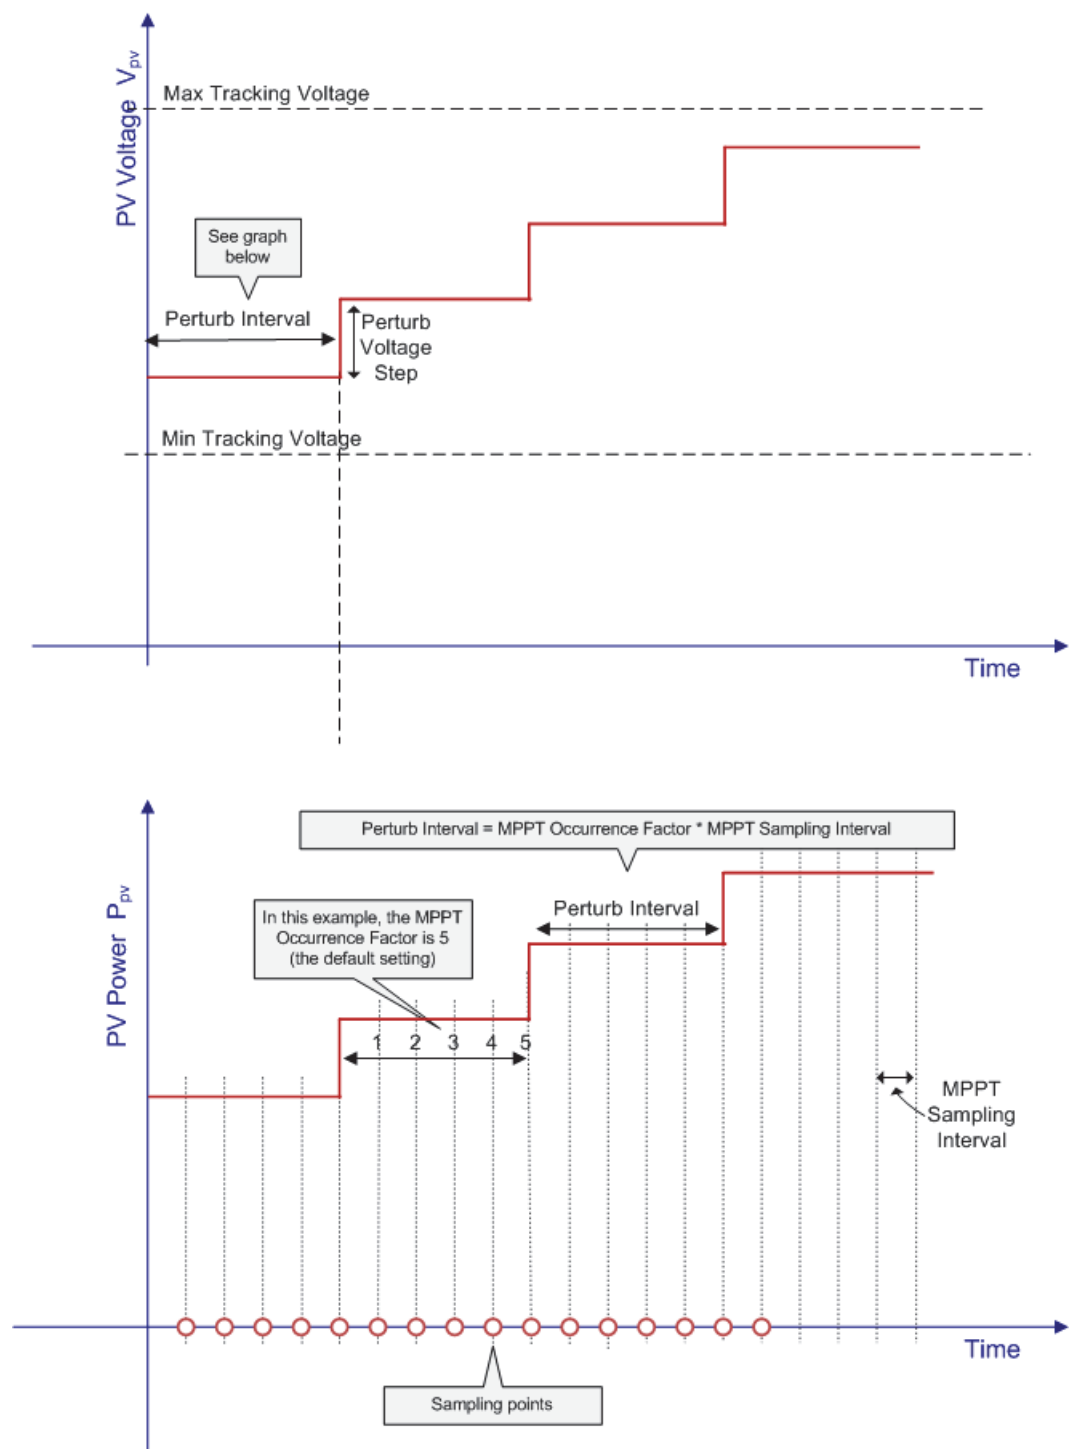 PV Voltage V_pv
Max Tracking Voltage
See graph
below
Perturb Interval
Perturb
Voltage
Step
Min Tracking Voltage
Time
PV Power P_pv
Perturb Interval = MPPT Occurrence Factor * MPPT Sampling Interval
In this example, the MPPT
Occurrence Factor is 5
(the default setting)
Perturb Interval
1 2 3 4 5
MPPT
Sampling
Interval
Time
Sampling points